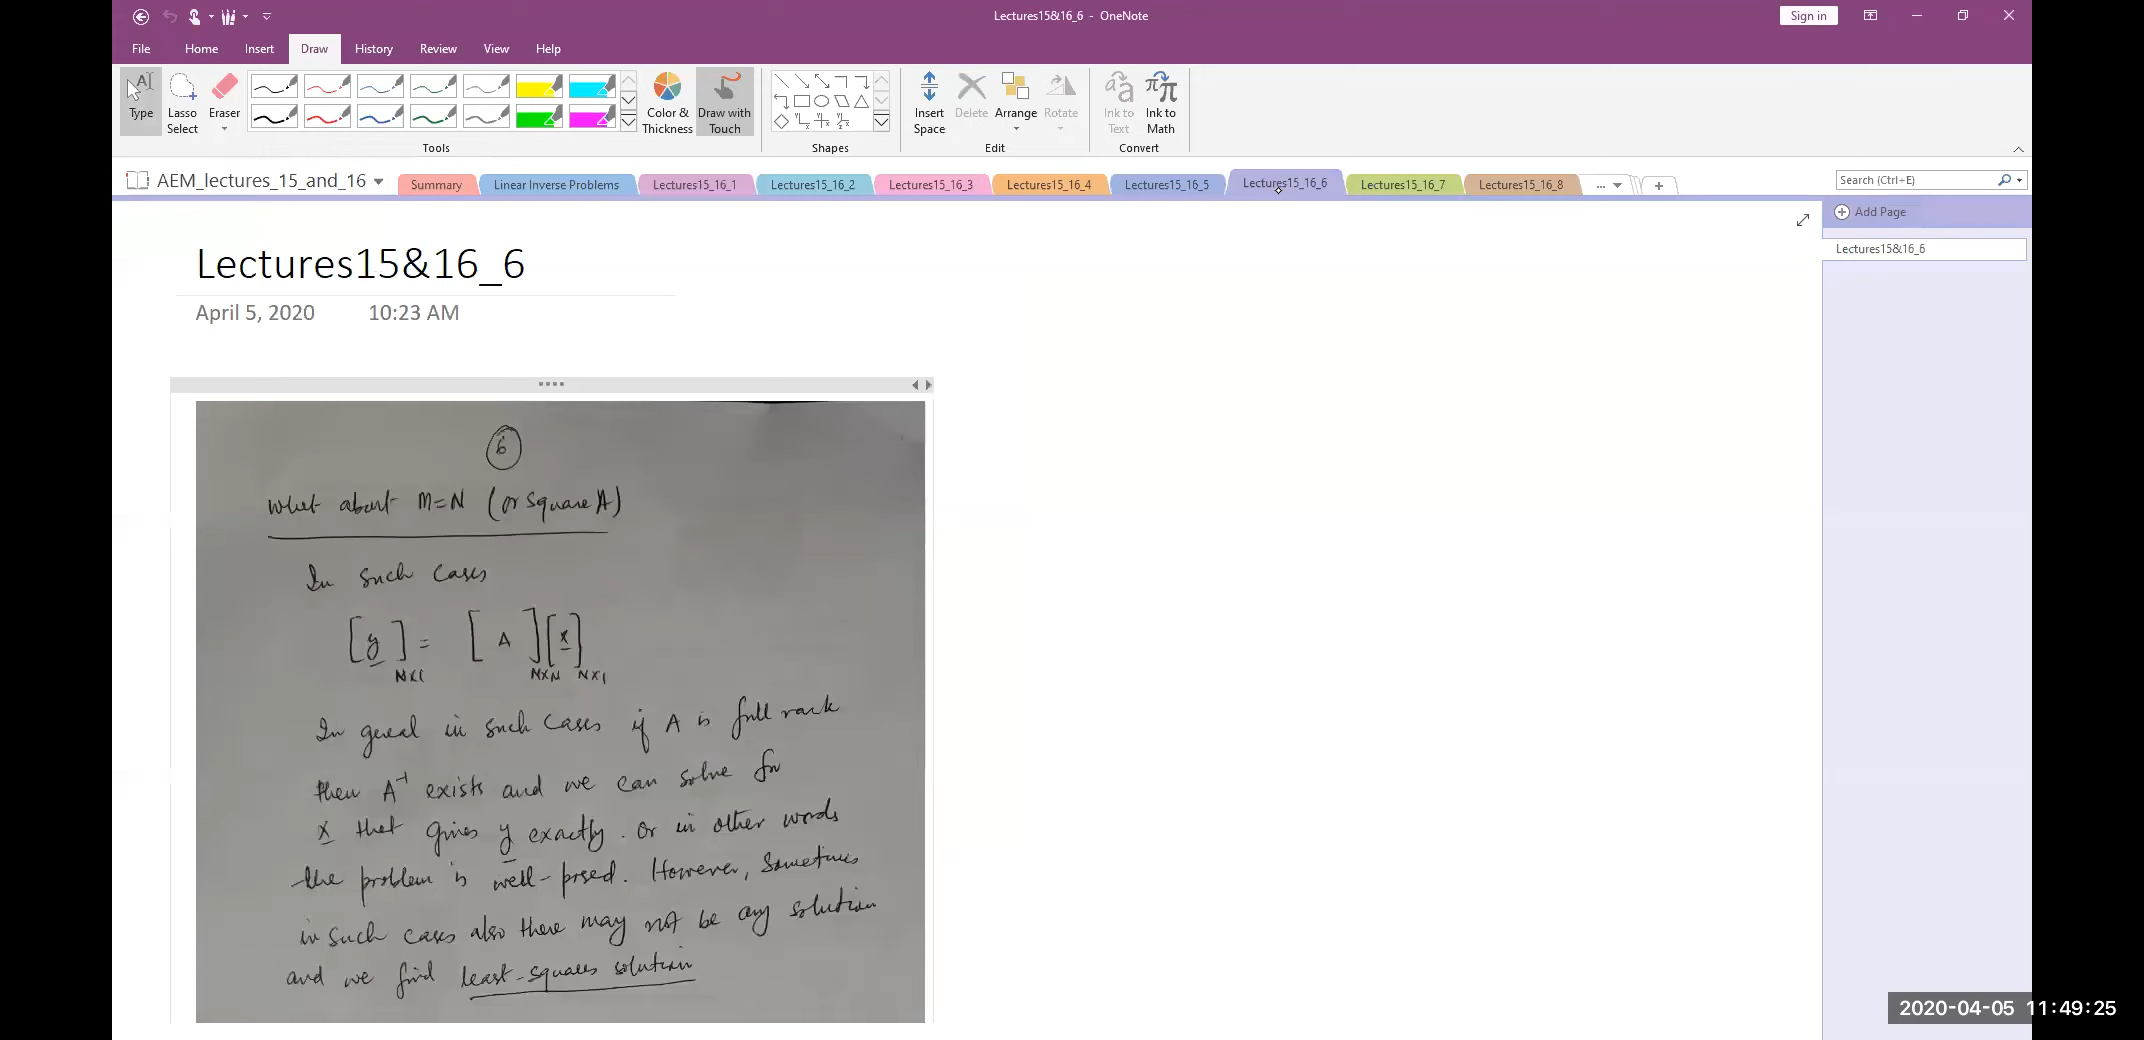 Lectures15&16_6 - OneNote
Sign in
File Home Insert Draw History Review View Help
Type
Lasso Select
Eraser
Color & Thickness
Draw with Touch
Insert Space
Delete
Arrange
Rotate
Ink to Text
Ink to Math
Tools Shapes Edit Convert
AEM_lectures_15_and_16
Summary Linear Inverse Problems Lectures15_16_1 Lectures15_16_2 Lectures15_16_3 Lectures15_16_4 Lectures15_16_5 Lectures15_16_6 Lectures15_16_7 Lectures15_16_8 ...
Search (Ctrl+E)
Add Page
Lectures15&16_6
Lectures15&16_6
April 5, 2020 10:23 AM
6
What about M=N (or square A)
In such cases
[y] N×1 = [A] N×N [x] N×1
In geneal in such cases if A is full rank
then A⁻¹ exists and we can solve for
x that gives y exactly. Or in other words
the problem is well-posed. However, sometimes
in such cases also there may not be any solution
and we find least-squares solution
2020-04-05 11:49:25